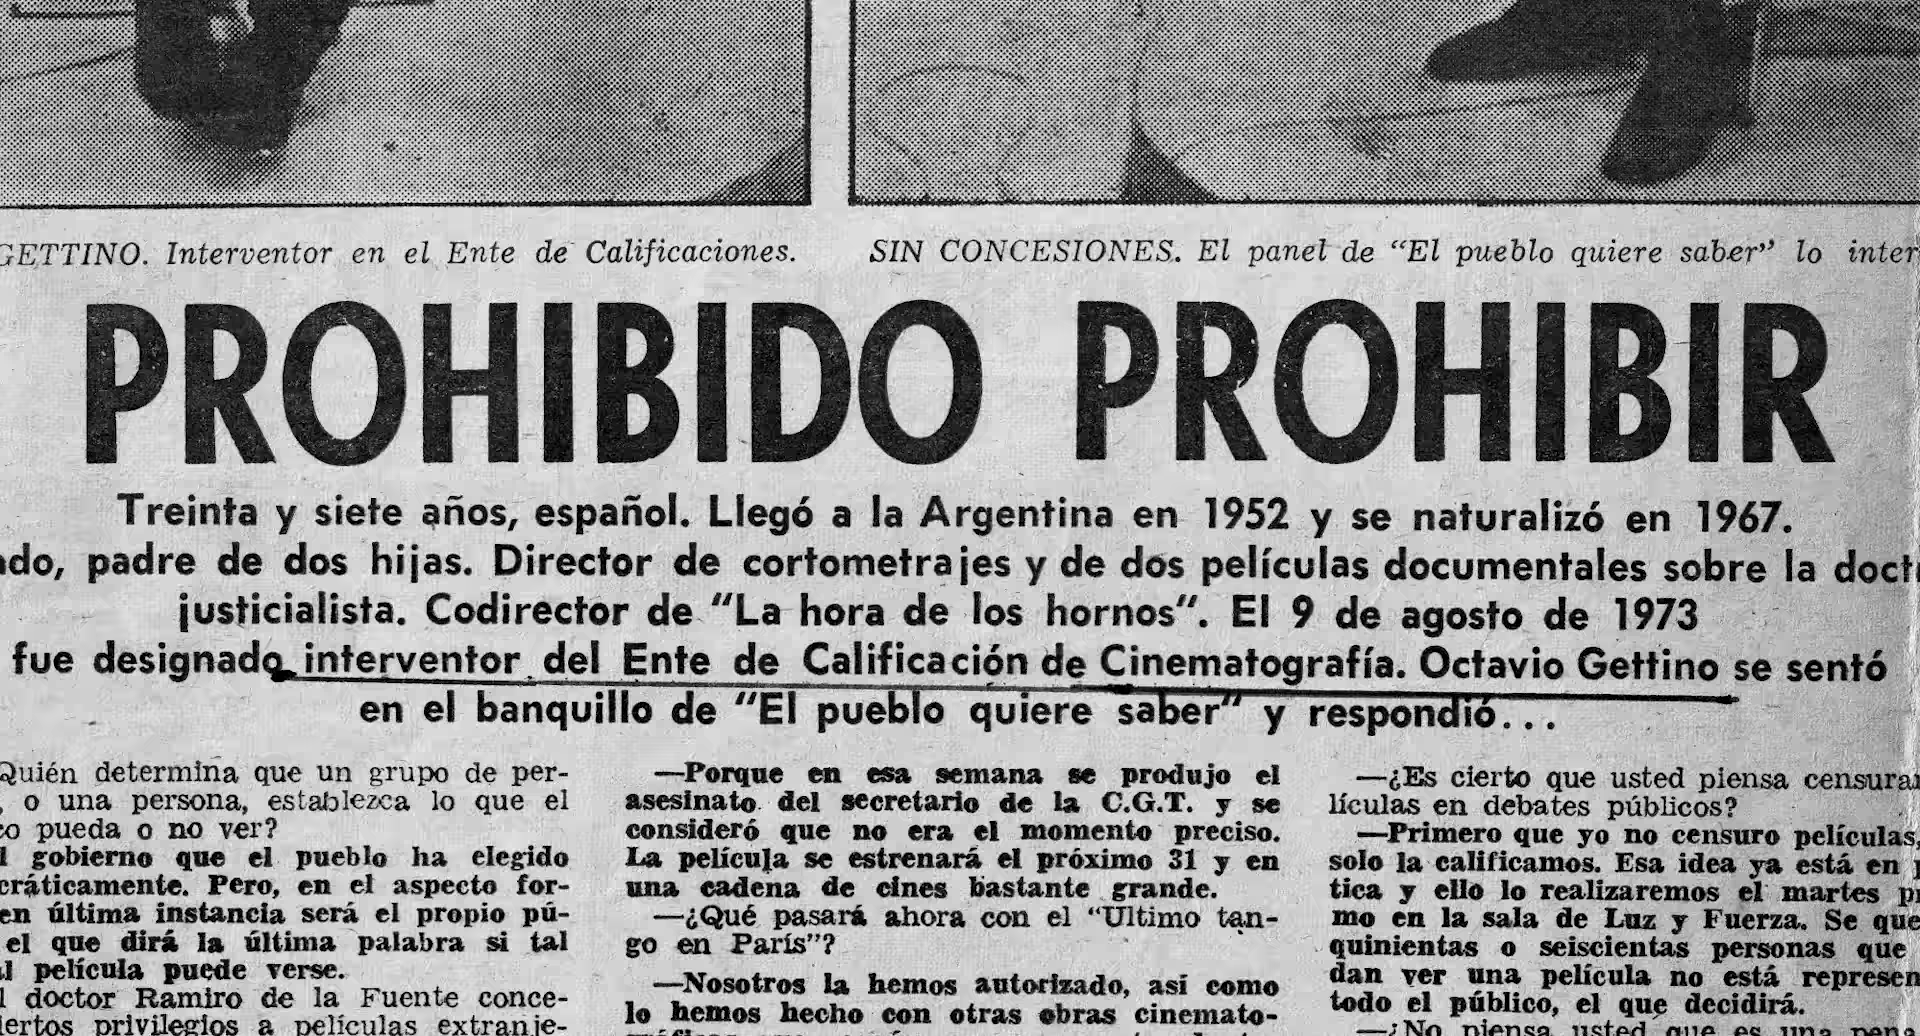 GETTINO. Interventor en el Ente de Calificaciones.
SIN CONCESIONES. El panel de “El pueblo quiere saber” lo inter
PROHIBIDO PROHIBIR
Treinta y siete años, español. Llegó a la Argentina en 1952 y se naturalizó en 1967.
do, padre de dos hijas. Director de cortometrajes y de dos películas documentales sobre la doct
justicialista. Codirector de “La hora de los hornos”. El 9 de agosto de 1973
fue designado interventor del Ente de Calificación de Cinematografía. Octavio Gettino se sentó
en el banquillo de “El pueblo quiere saber” y respondió...
Quién determina que un grupo de per-
, o una persona, establezca lo que el
co pueda o no ver?
l gobierno que el pueblo ha elegido
cráticamente. Pero, en el aspecto for-
en última instancia será el propio pú-
el que dirá la última palabra si tal
al película puede verse.
l doctor Ramiro de la Fuente conce-
iertos privilegios a películas extranje-
—Porque en esa semana se produjo el
asesinato del secretario de la C.G.T. y se
consideró que no era el momento preciso.
La película se estrenará el próximo 31 y en
una cadena de cines bastante grande.
—¿Qué pasará ahora con el “Ultimo tan-
go en París”?
—Nosotros la hemos autorizado, así como
lo hemos hecho con otras obras cinemato-
—¿Es cierto que usted piensa censurar
lículas en debates públicos?
—Primero que yo no censuro películas,
solo la calificamos. Esa idea ya está en
tica y ello lo realizaremos el martes
mo en la sala de Luz y Fuerza. Se que
quinientas o seiscientas personas que
dan ver una película no está represen
todo el público, el que decidirá.
—¿No piensa usted que es una